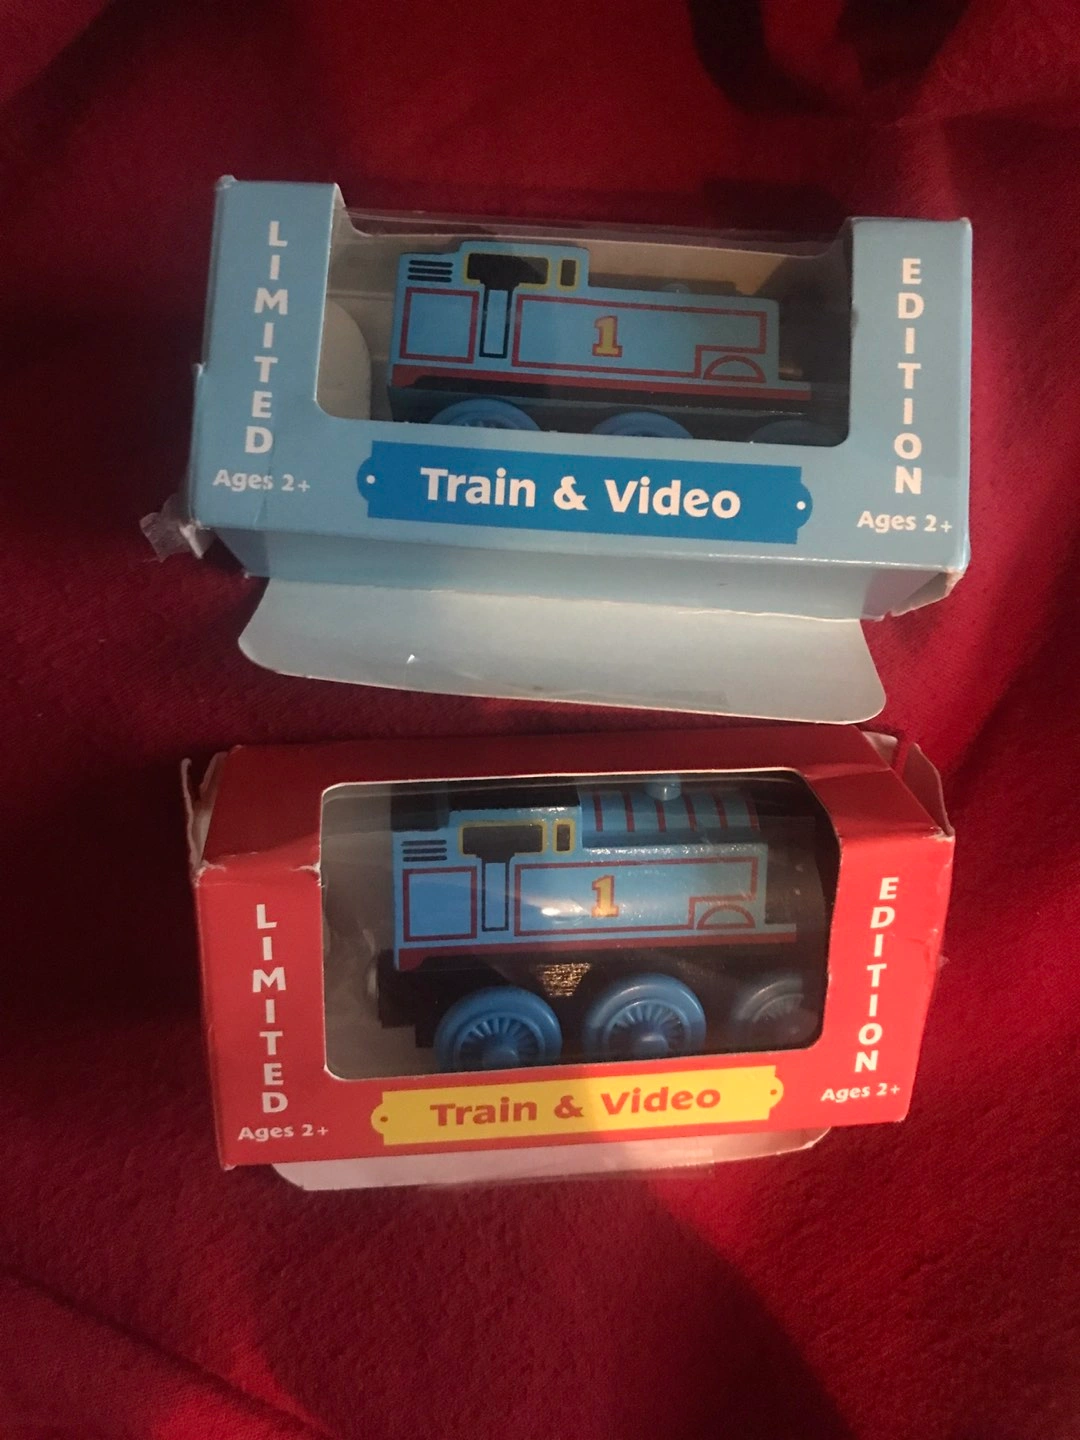 LIMITED
Ages 2+
1
Train & Video
EDITION
Ages 2+
LIMITED
Ages 2+
1
Train & Video
EDITION
Ages 2+